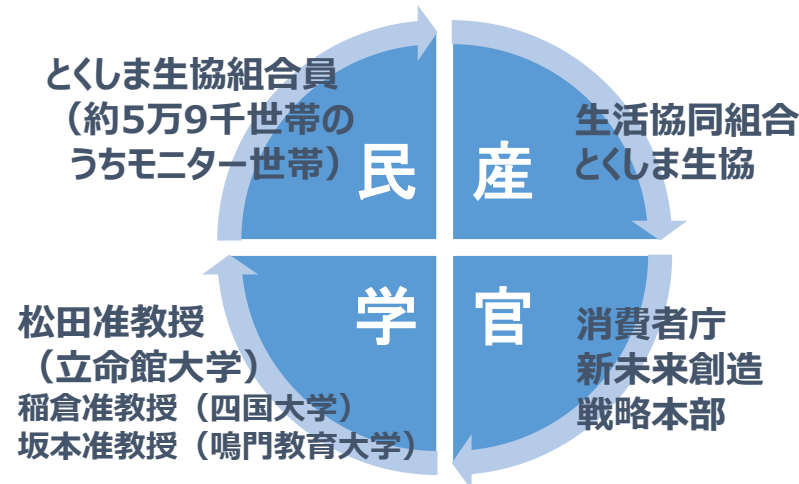 とくしま生協組合員
（約5万9千世帯の
うちモニター世帯）
民
産
生活協同組合
とくしま生協
学
官
松田准教授
（立命館大学）
稲倉准教授（四国大学）
坂本准教授（鳴門教育大学）
消費者庁
新未来創造
戦略本部